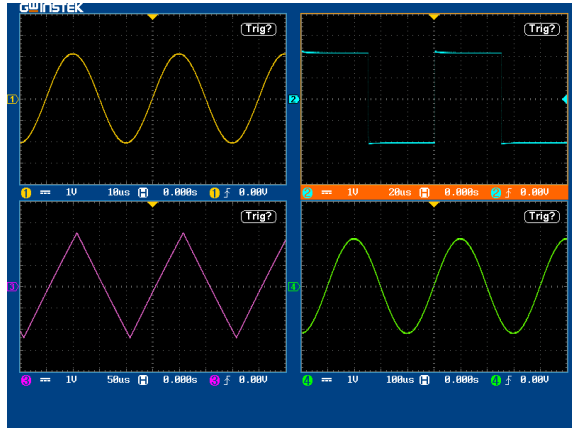 GWINSTEK
Trig?
Trig?
1
2
1 1V 10us H 0.000s 1 0.00V
2 1V 20us H 0.000s 2 0.00V
Trig?
Trig?
3
4
3 1V 50us H 0.000s 3 0.00V
4 1V 100us H 0.000s 4 0.00V